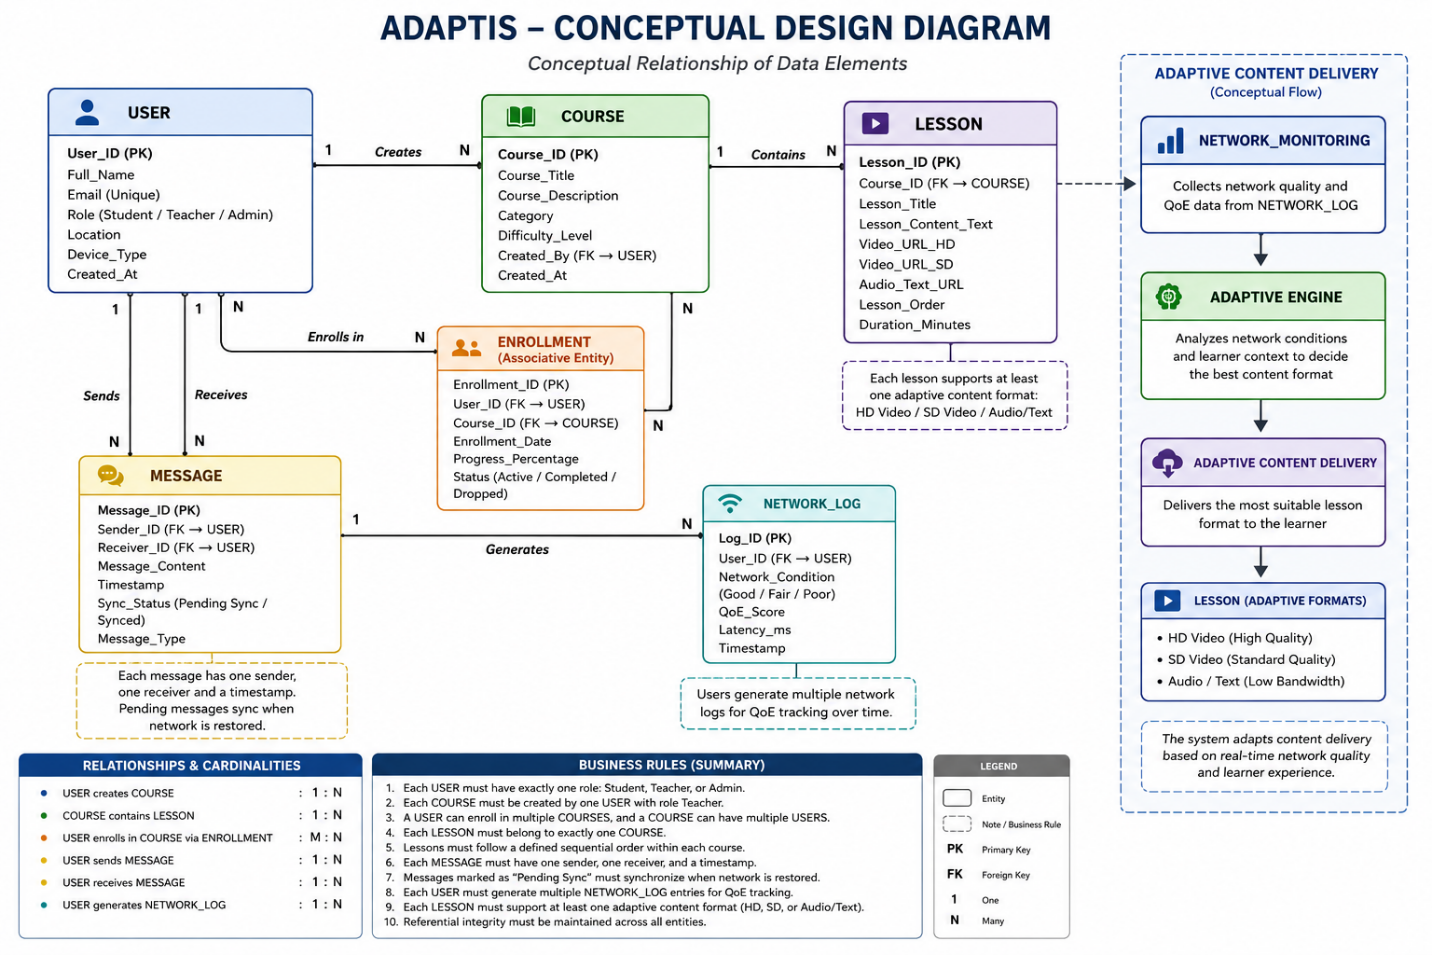 ADAPTIS – CONCEPTUAL DESIGN DIAGRAM
Conceptual Relationship of Data Elements
USER
User_ID (PK)
Full_Name
Email (Unique)
Role (Student / Teacher / Admin)
Location
Device_Type
Created_At
1
Creates
N
COURSE
Course_ID (PK)
Course_Title
Course_Description
Category
Difficulty_Level
Created_By (FK → USER)
Created_At
1
Contains
N
LESSON
Lesson_ID (PK)
Course_ID (FK → COURSE)
Lesson_Title
Lesson_Content_Text
Video_URL_HD
Video_URL_SD
Audio_Text_URL
Lesson_Order
Duration_Minutes
Each lesson supports at least
one adaptive content format:
HD Video / SD Video / Audio/Text
1
1
N
Enrolls in
N
N
N
Sends
Receives
N
N
ENROLLMENT
(Associative Entity)
Enrollment_ID (PK)
User_ID (FK → USER)
Course_ID (FK → COURSE)
Enrollment_Date
Progress_Percentage
Status (Active / Completed /
Dropped)
MESSAGE
Message_ID (PK)
Sender_ID (FK → USER)
Receiver_ID (FK → USER)
Message_Content
Timestamp
Sync_Status (Pending Sync /
Synced)
Message_Type
Each message has one sender,
one receiver and a timestamp.
Pending messages sync when
network is restored.
1
Generates
N
NETWORK_LOG
Log_ID (PK)
User_ID (FK → USER)
Network_Condition
(Good / Fair / Poor)
QoE_Score
Latency_ms
Timestamp
Users generate multiple network
logs for QoE tracking over time.
ADAPTIVE CONTENT DELIVERY
(Conceptual Flow)
NETWORK_MONITORING
Collects network quality and
QoE data from NETWORK_LOG
ADAPTIVE ENGINE
Analyzes network conditions
and learner context to decide
the best content format
ADAPTIVE CONTENT DELIVERY
Delivers the most suitable lesson
format to the learner
LESSON (ADAPTIVE FORMATS)
• HD Video (High Quality)
• SD Video (Standard Quality)
• Audio / Text (Low Bandwidth)
The system adapts content delivery
based on real-time network quality
and learner experience.
RELATIONSHIPS & CARDINALITIES
• USER creates COURSE : 1 : N
• COURSE contains LESSON : 1 : N
• USER enrolls in COURSE via ENROLLMENT : M : N
• USER sends MESSAGE : 1 : N
• USER receives MESSAGE : 1 : N
• USER generates NETWORK_LOG : 1 : N
BUSINESS RULES (SUMMARY)
1. Each USER must have exactly one role: Student, Teacher, or Admin.
2. Each COURSE must be created by one USER with role Teacher.
3. A USER can enroll in multiple COURSES, and a COURSE can have multiple USERS.
4. Each LESSON must belong to exactly one COURSE.
5. Lessons must follow a defined sequential order within each course.
6. Each MESSAGE must have one sender, one receiver, and a timestamp.
7. Messages marked as “Pending Sync” must synchronize when network is restored.
8. Each USER must generate multiple NETWORK_LOG entries for QoE tracking.
9. Each LESSON must support at least one adaptive content format (HD, SD, or Audio/Text).
10. Referential integrity must be maintained across all entities.
LEGEND
Entity
Note / Business Rule
PK Primary Key
FK Foreign Key
1 One
N Many